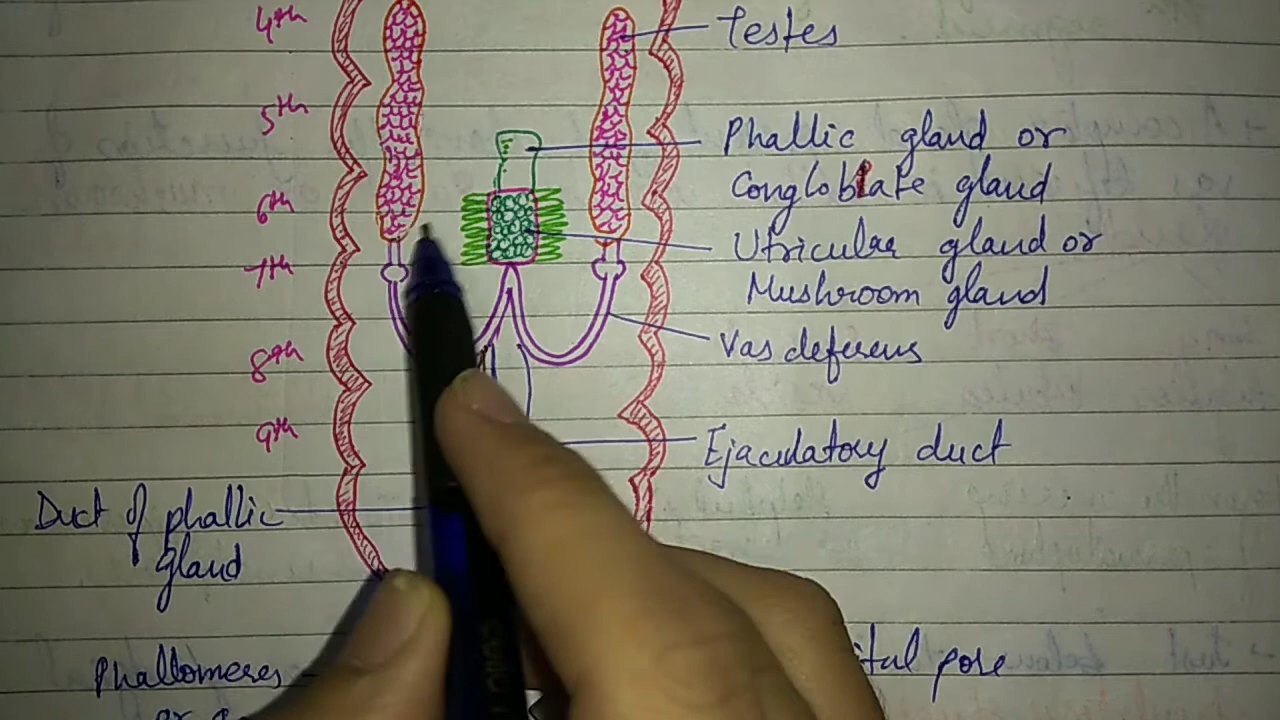 4th
5th
6th
7th
8th
9th
Testes
Phallic gland or
Conglobate gland
Utricular gland or
Mushroom gland
Vas deferens
Ejaculatory duct
Duct of phallic
gland
Phallomeres
or
pore